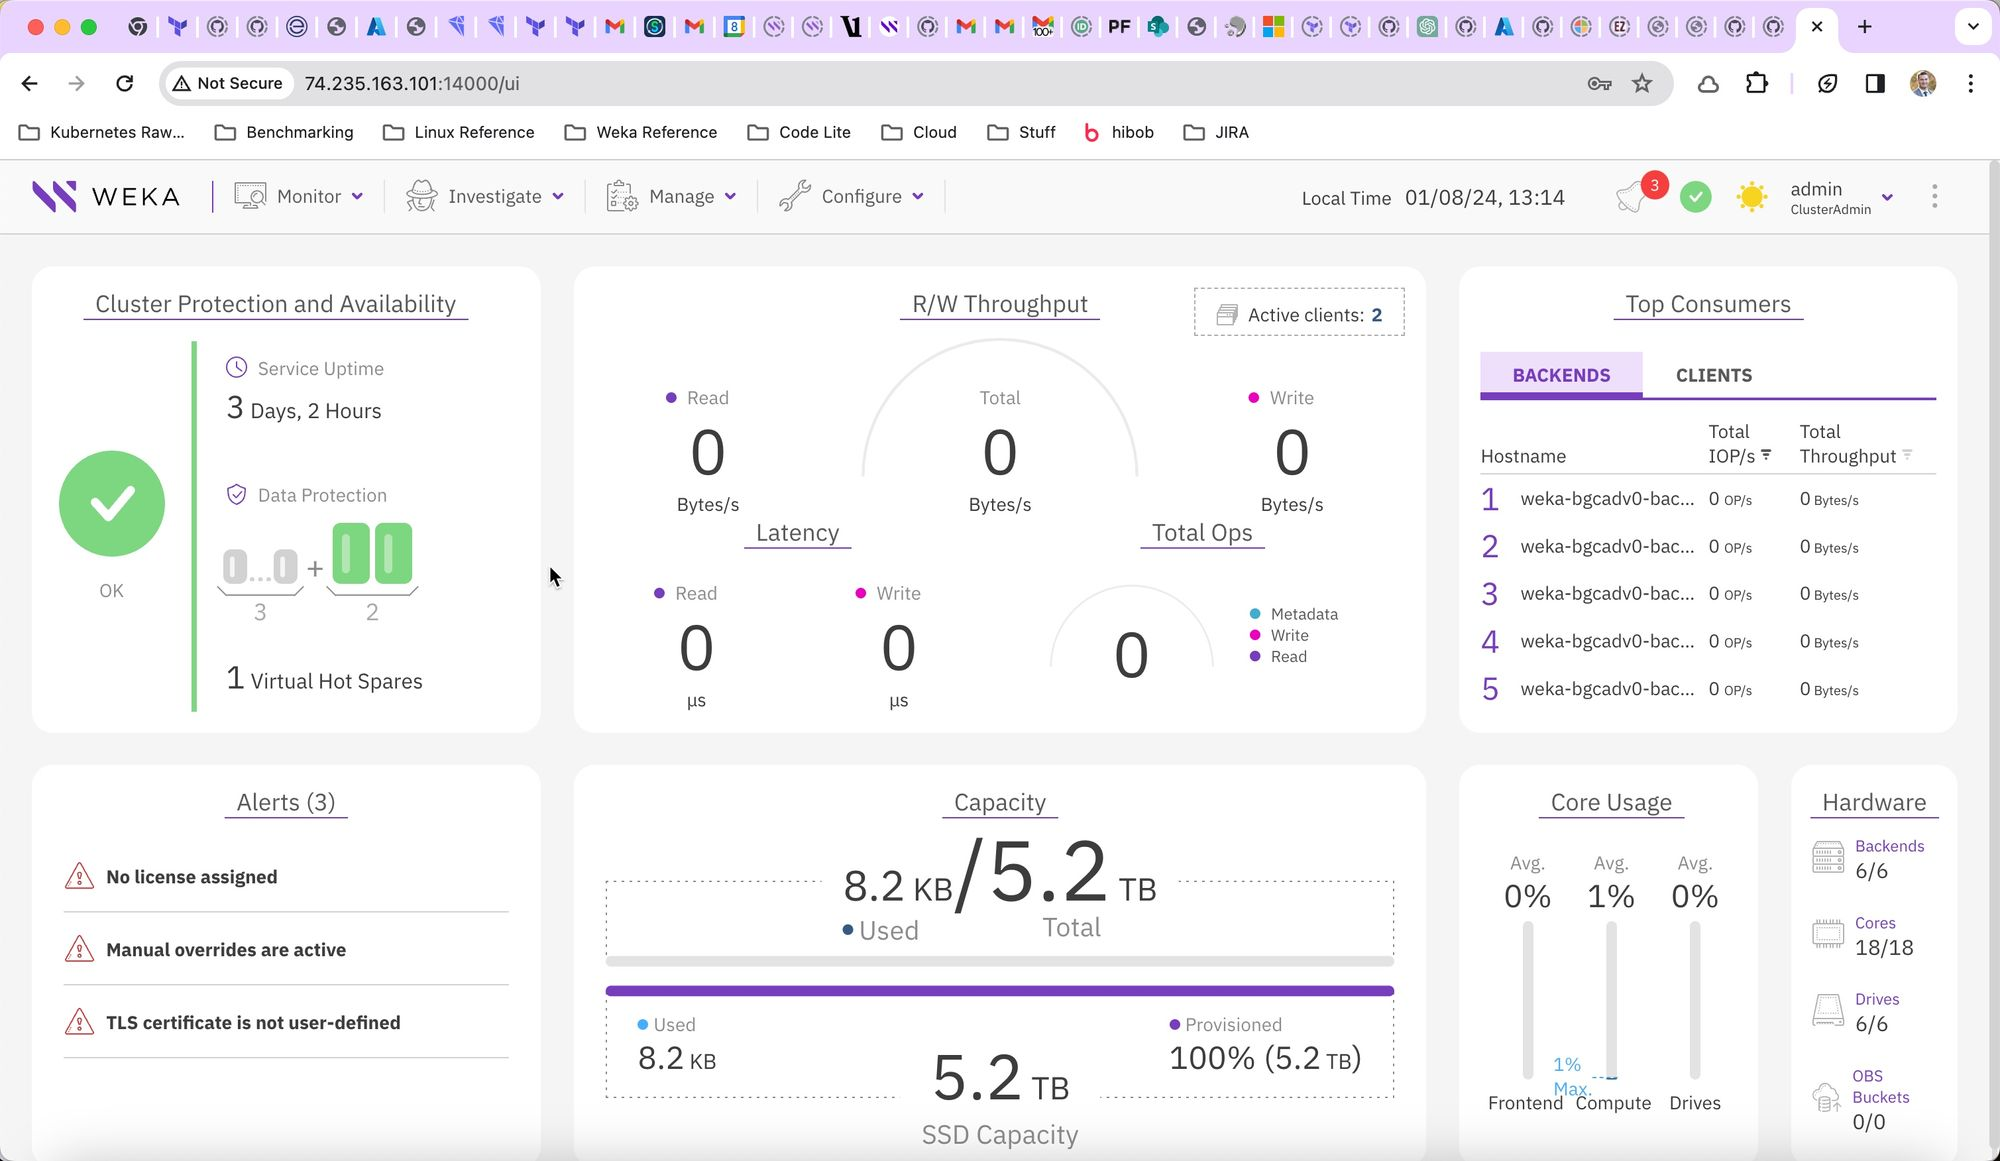 8
100+
PF
EZ
Not Secure
74.235.163.101:14000/ui
Kubernetes Raw...
Benchmarking
Linux Reference
Weka Reference
Code Lite
Cloud
Stuff
hibob
JIRA
WEKA
Monitor
Investigate
Manage
Configure
Local Time 01/08/24, 13:14
3
admin
ClusterAdmin
Cluster Protection and Availability
Service Uptime
3 Days, 2 Hours
Data Protection
OK
0...0 +
3 2
1 Virtual Hot Spares
R/W Throughput
Active clients: 2
Read
Total
Write
0
0
0
Bytes/s
Bytes/s
Bytes/s
Latency
Total Ops
Read
Write
0
0
µs
µs
0
Metadata
Write
Read
Top Consumers
BACKENDS
CLIENTS
Hostname
Total
IOP/s
Total
Throughput
1 weka-bgcadv0-bac... 0 OP/s 0 Bytes/s
2 weka-bgcadv0-bac... 0 OP/s 0 Bytes/s
3 weka-bgcadv0-bac... 0 OP/s 0 Bytes/s
4 weka-bgcadv0-bac... 0 OP/s 0 Bytes/s
5 weka-bgcadv0-bac... 0 OP/s 0 Bytes/s
Alerts (3)
No license assigned
Manual overrides are active
TLS certificate is not user-defined
Capacity
8.2 KB/5.2 TB
Used
Total
Used
8.2 KB
Provisioned
100% (5.2 TB)
5.2 TB
SSD Capacity
Core Usage
Avg.
Avg.
Avg.
0%
1%
0%
1%
Max.
Frontend
Compute
Drives
Hardware
Backends
6/6
Cores
18/18
Drives
6/6
OBS
Buckets
0/0